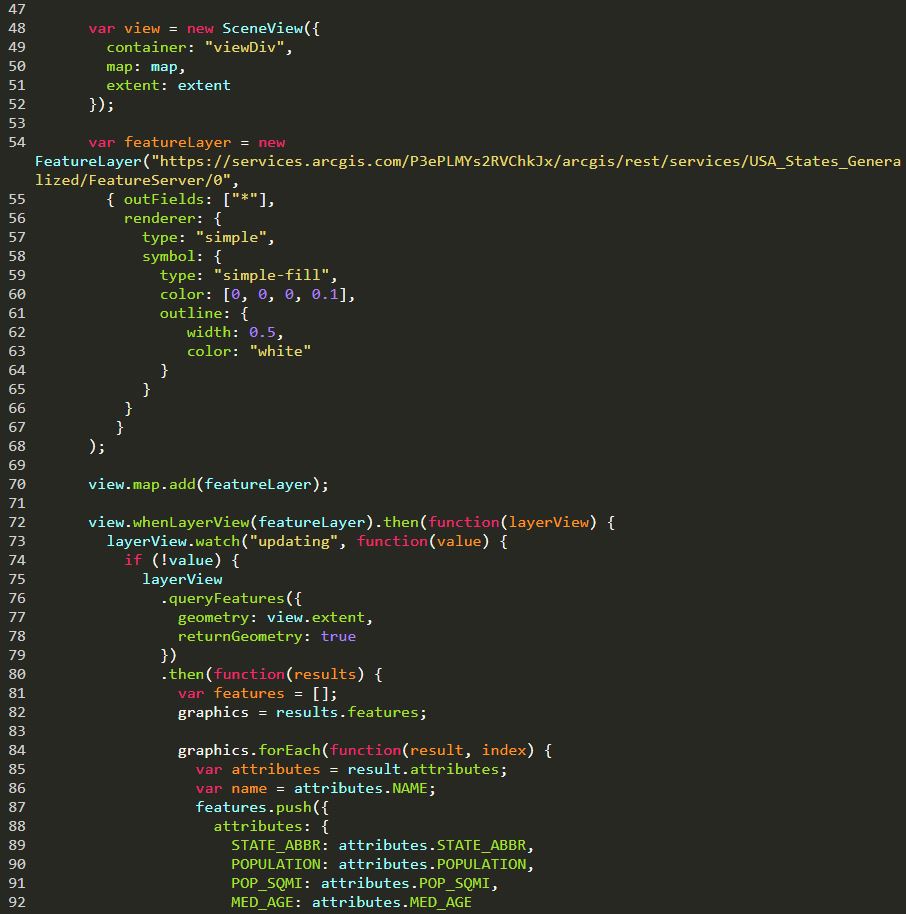 47
48 var view = new SceneView({
49 container: "viewDiv",
50 map: map,
51 extent: extent
52 });
53
54 var featureLayer = new
FeatureLayer("https://services.arcgis.com/P3ePLMYs2RVChkJx/arcgis/rest/services/USA_States_Genera
lized/FeatureServer/0",
55 { outFields: ["*"],
56 renderer: {
57 type: "simple",
58 symbol: {
59 type: "simple-fill",
60 color: [0, 0, 0, 0.1],
61 outline: {
62 width: 0.5,
63 color: "white"
64 }
65 }
66 }
67 }
68 );
69
70 view.map.add(featureLayer);
71
72 view.whenLayerView(featureLayer).then(function(layerView) {
73 layerView.watch("updating", function(value) {
74 if (!value) {
75 layerView
76 .queryFeatures({
77 geometry: view.extent,
78 returnGeometry: true
79 })
80 .then(function(results) {
81 var features = [];
82 graphics = results.features;
83
84 graphics.forEach(function(result, index) {
85 var attributes = result.attributes;
86 var name = attributes.NAME;
87 features.push({
88 attributes: {
89 STATE_ABBR: attributes.STATE_ABBR,
90 POPULATION: attributes.POPULATION,
91 POP_SQMI: attributes.POP_SQMI,
92 MED_AGE: attributes.MED_AGE